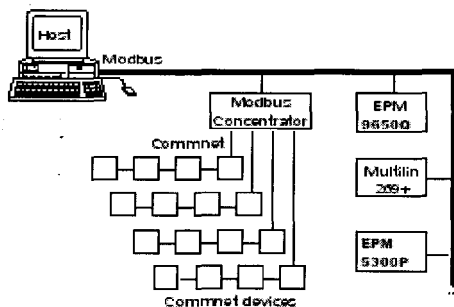 Host
Modbus
Modbus
Concentrator
EPM
9650Q
Commnet
Multilin
269+
EPM
5300P
Commnet devices